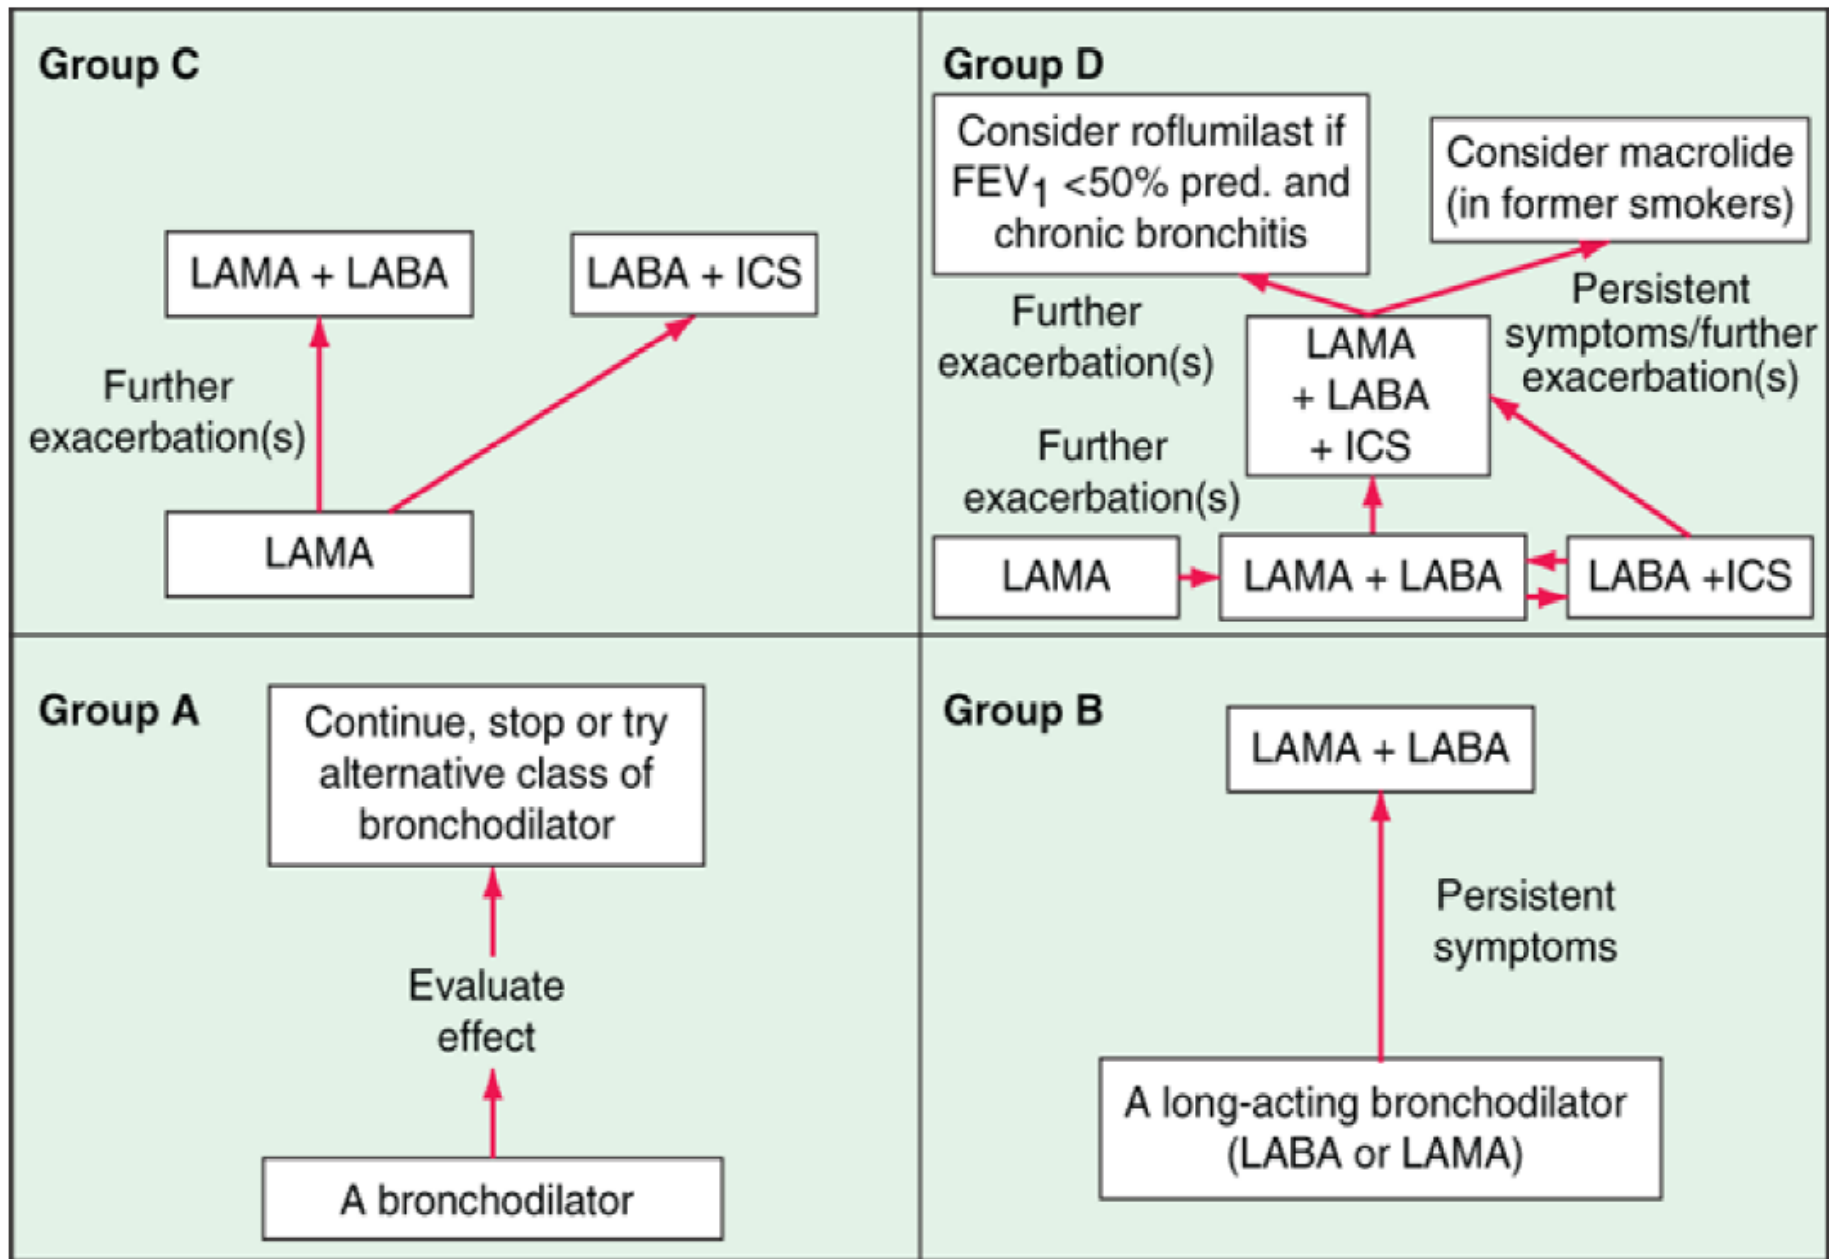 Group C
LAMA + LABA
LABA + ICS
Further
exacerbation(s)
LAMA
Group D
Consider roflumilast if
FEV1 <50% pred. and
chronic bronchitis
Consider macrolide
(in former smokers)
Further
exacerbation(s)
Persistent
symptoms/further
exacerbation(s)
LAMA
+ LABA
+ ICS
Further
exacerbation(s)
LAMA
LAMA + LABA
LABA +ICS
Group A
Continue, stop or try
alternative class of
bronchodilator
Evaluate
effect
A bronchodilator
Group B
LAMA + LABA
Persistent
symptoms
A long-acting bronchodilator
(LABA or LAMA)